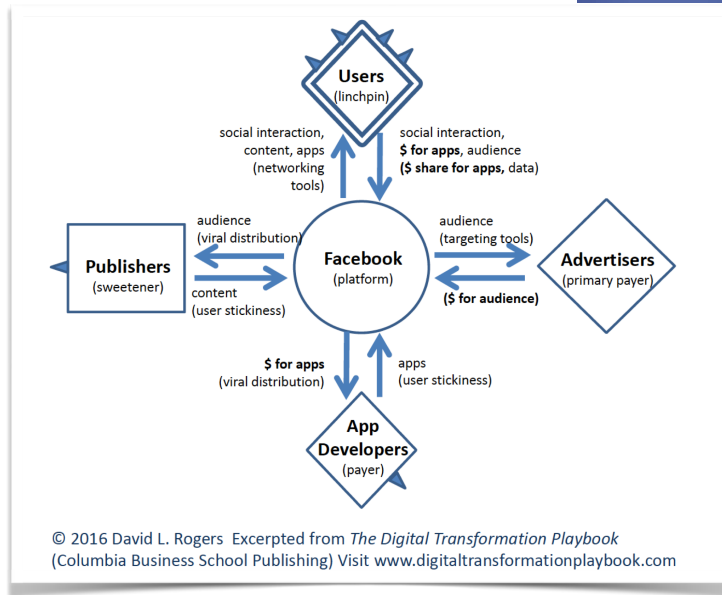 Users
(linchpin)
social interaction,
content, apps
(networking
tools)
social interaction,
$ for apps, audience
($ share for apps, data)
audience
(viral distribution)
Publishers
(sweetener)
content
(user stickiness)
Facebook
(platform)
audience
(targeting tools)
Advertisers
(primary payer)
($ for audience)
$ for apps
(viral distribution)
apps
(user stickiness)
App
Developers
(payer)
© 2016 David L. Rogers Excerpted from The Digital Transformation Playbook
(Columbia Business School Publishing) Visit www.digitaltransformationplaybook.com